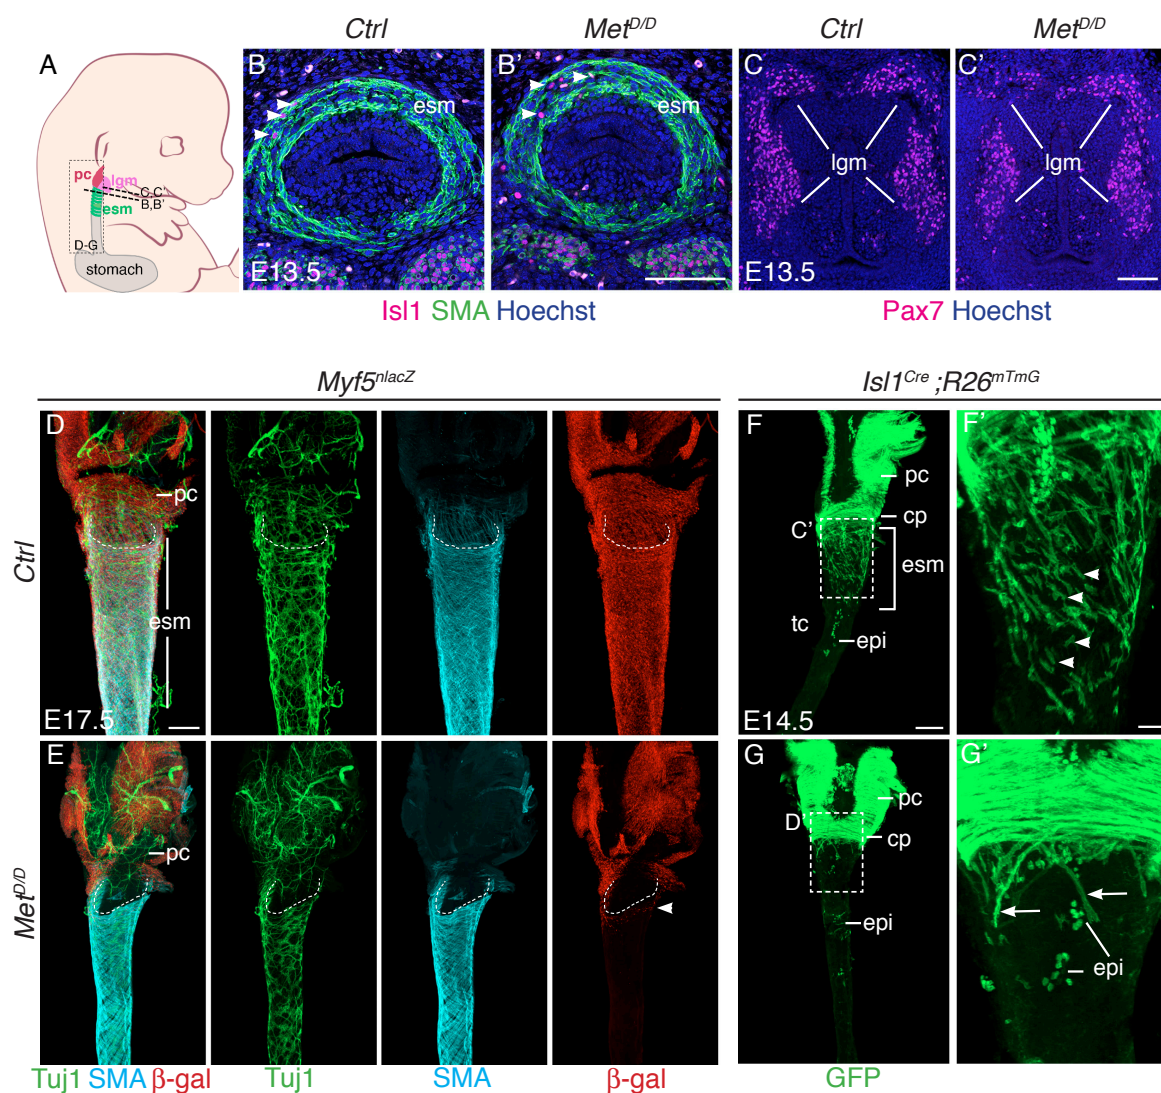 Ctrl
Met^D/D
Ctrl
Met^D/D
A
pc
lgm
C,C'
B,B'
esm
D-G
stomach
B
esm
E13.5
B'
esm
C
lgm
E13.5
C'
lgm
Isl1 SMA Hoechst
Pax7 Hoechst
Myf5^nlacZ
Isl1^Cre ;R26^mTmG
Ctrl
D
pc
esm
E17.5
F
pc
cp
C'
esm
tc
epi
E14.5
F'
Met^D/D
E
pc
G
pc
D'
cp
epi
G'
epi
Tuj1 SMA β-gal
Tuj1
SMA
β-gal
GFP